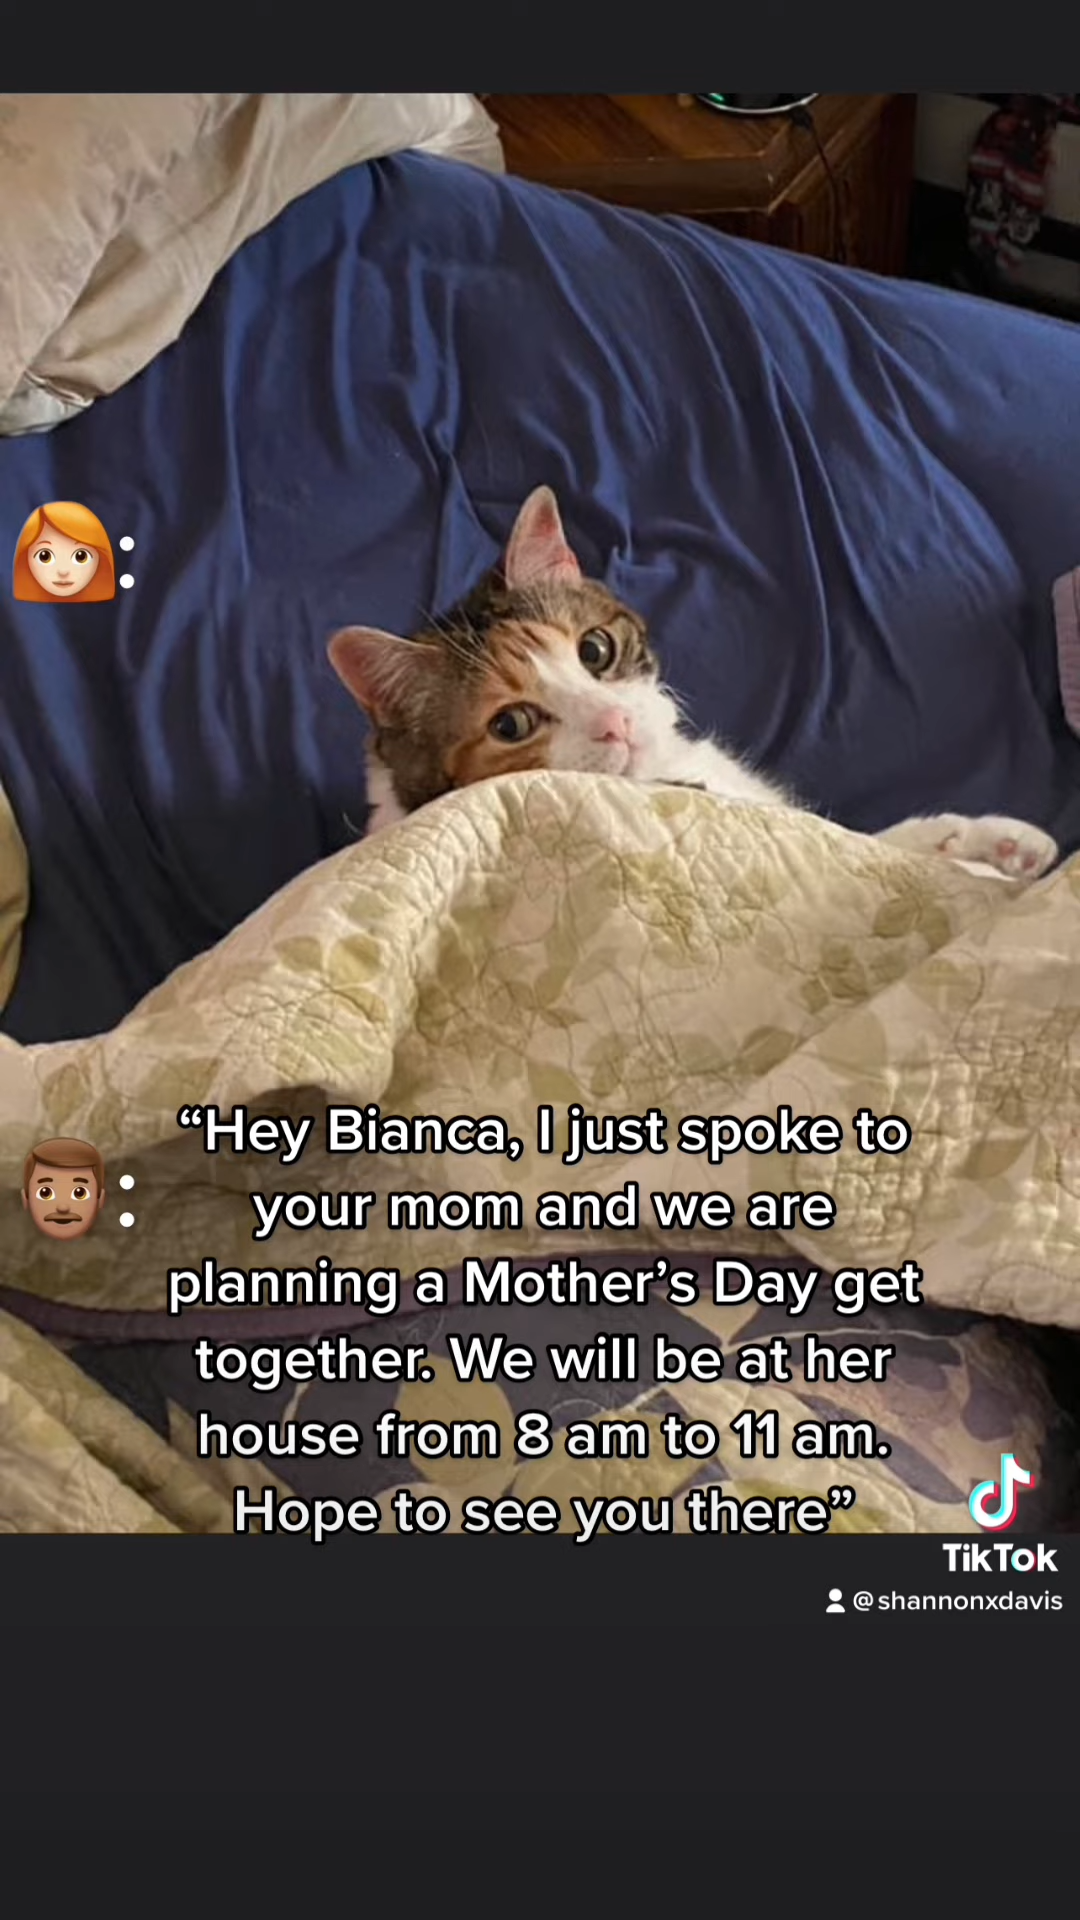 :
“Hey Bianca, I just spoke to
: your mom and we are
planning a Mother’s Day get
together. We will be at her
house from 8 am to 11 am.
Hope to see you there”
TikTok
@shannonxdavis